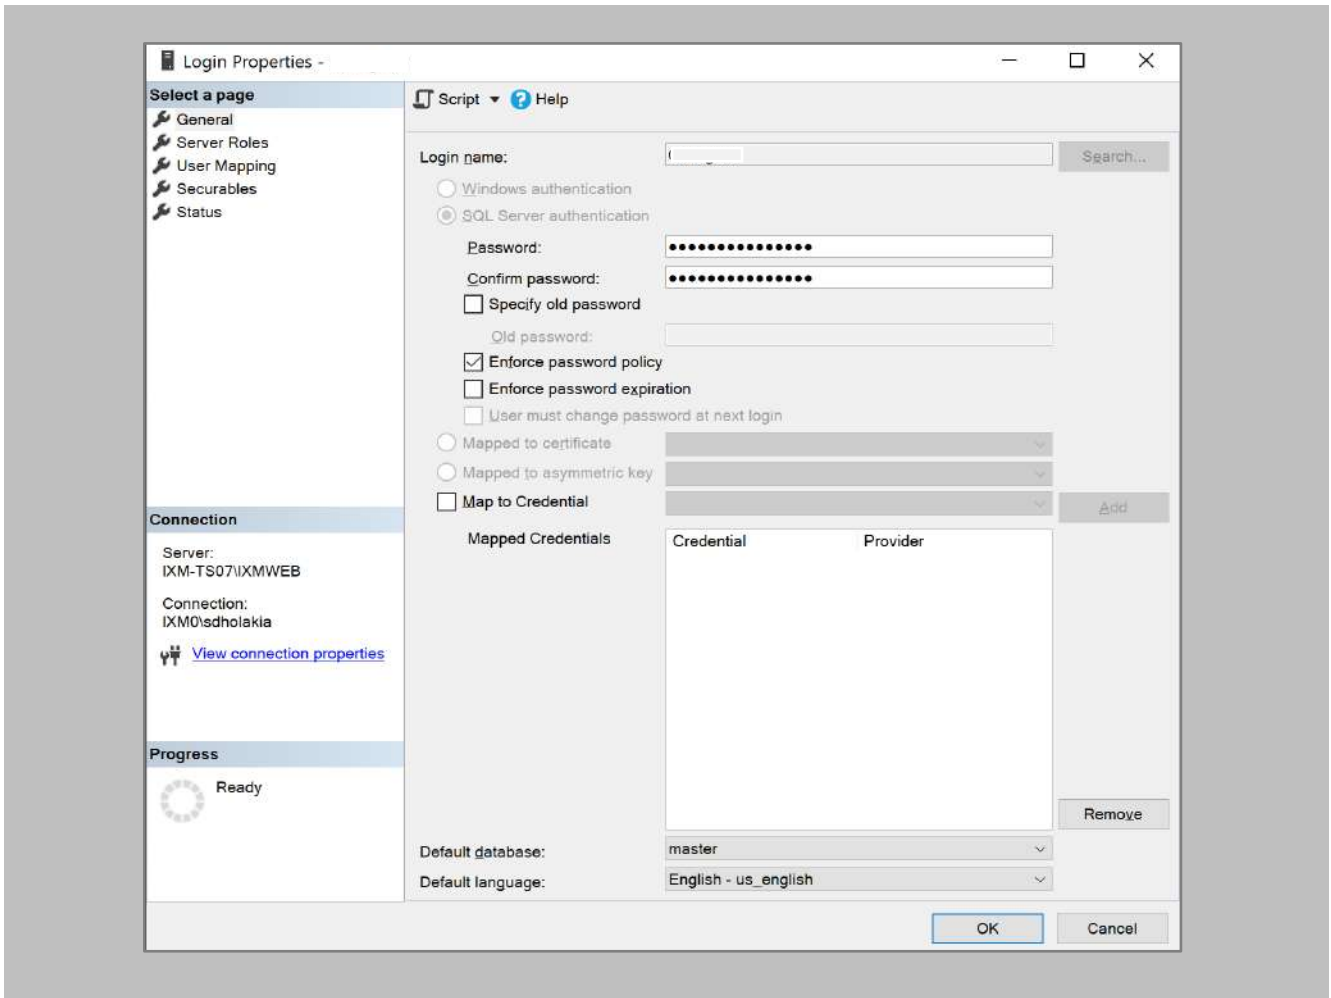 Login Properties -
Select a page
General
Server Roles
User Mapping
Securables
Status
Script Help
Login name: Search...
Windows authentication
SQL Server authentication
Password: ●●●●●●●●●●●●●●●
Confirm password: ●●●●●●●●●●●●●●●
Specify old password
Old password:
Enforce password policy
Enforce password expiration
User must change password at next login
Mapped to certificate
Mapped to asymmetric key
Map to Credential Add
Mapped Credentials Credential Provider
Remove
Default database: master
Default language: English - us_english
Connection
Server:
IXM-TS07\IXMWEB
Connection:
IXM0\sdholakia
View connection properties
Progress
Ready
OK Cancel